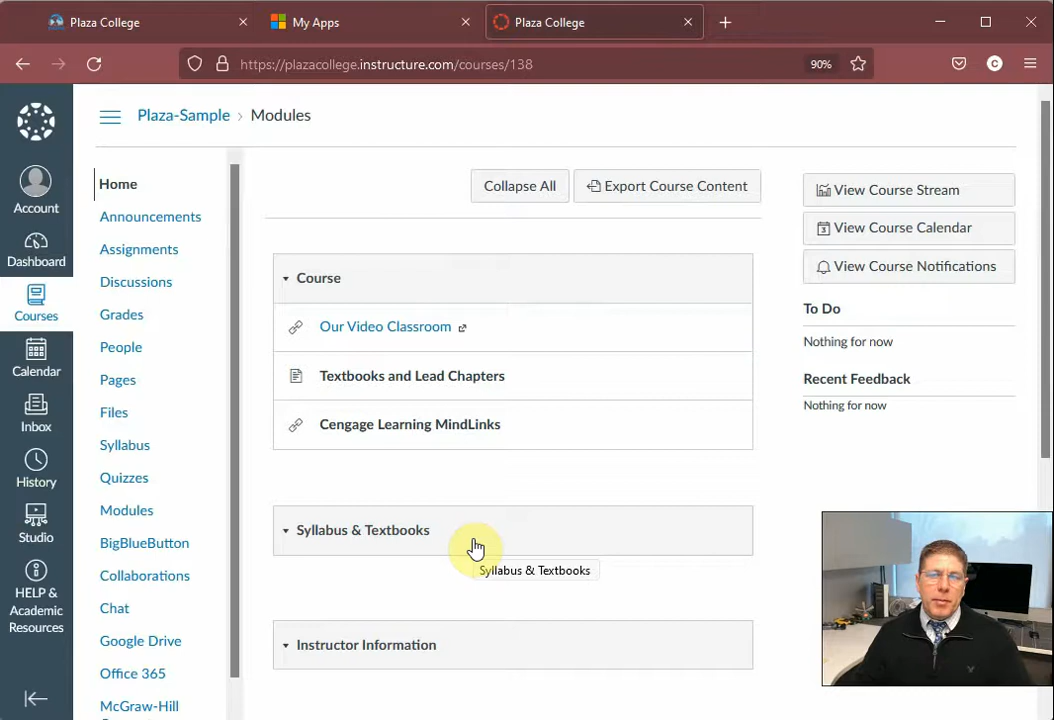 Plaza College
My Apps
Plaza College
https://plazacollege.instructure.com/courses/138
90%
C
Plaza-Sample › Modules
Account
Dashboard
Courses
Calendar
Inbox
History
Studio
HELP &
Academic
Resources
Home
Announcements
Assignments
Discussions
Grades
People
Pages
Files
Syllabus
Quizzes
Modules
BigBlueButton
Collaborations
Chat
Google Drive
Office 365
McGraw-Hill
Collapse All
Export Course Content
Course
Our Video Classroom
Textbooks and Lead Chapters
Cengage Learning MindLinks
Syllabus & Textbooks
Syllabus & Textbooks
Instructor Information
View Course Stream
View Course Calendar
View Course Notifications
To Do
Nothing for now
Recent Feedback
Nothing for now